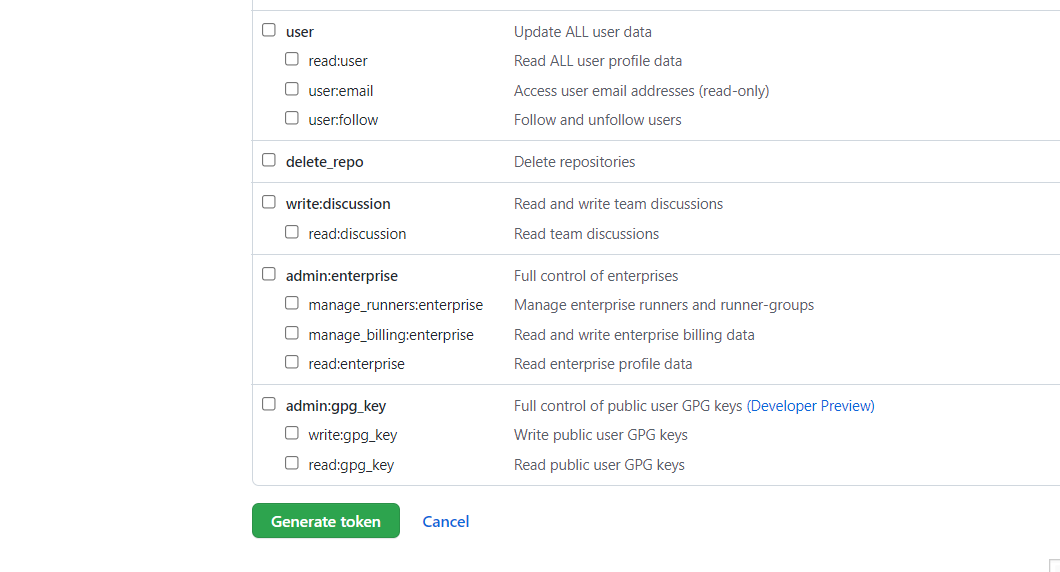 user Update ALL user data
read:user Read ALL user profile data
user:email Access user email addresses (read-only)
user:follow Follow and unfollow users
delete_repo Delete repositories
write:discussion Read and write team discussions
read:discussion Read team discussions
admin:enterprise Full control of enterprises
manage_runners:enterprise Manage enterprise runners and runner-groups
manage_billing:enterprise Read and write enterprise billing data
read:enterprise Read enterprise profile data
admin:gpg_key Full control of public user GPG keys (Developer Preview)
write:gpg_key Write public user GPG keys
read:gpg_key Read public user GPG keys
Generate token Cancel